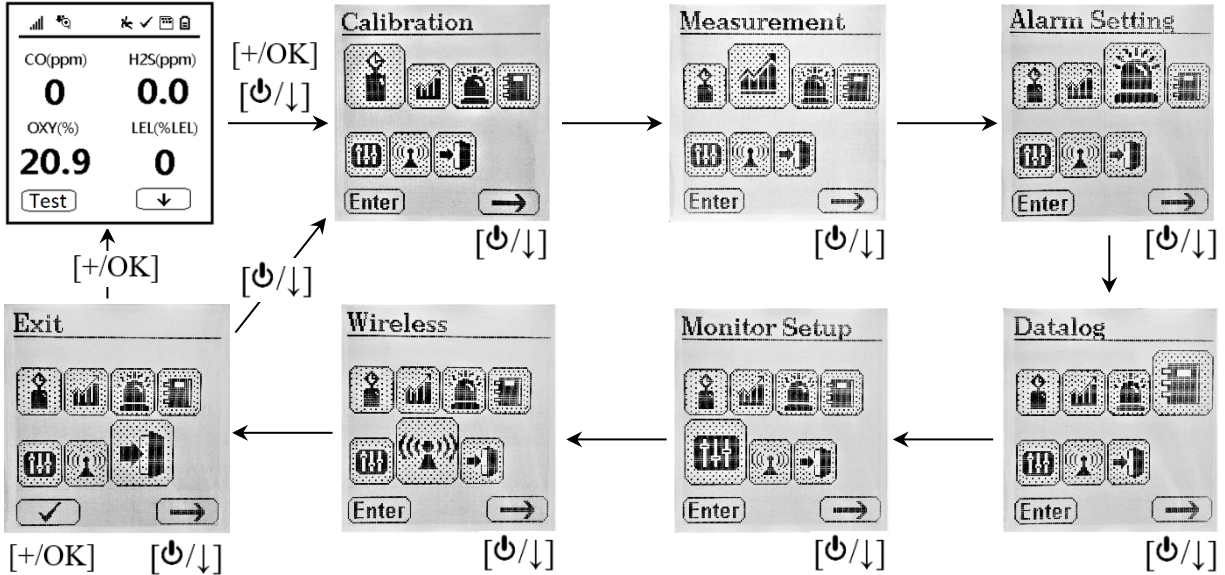 CO(ppm) H2S(ppm)
0 0.0
OXY(%) LEL(%LEL)
20.9 0
Test ↓
[+/OK]
[⏻/↓]
Calibration
Enter →
[⏻/↓]
Measurement
Enter →
[⏻/↓]
Alarm Setting
Enter →
[⏻/↓]
Datalog
Enter →
[⏻/↓]
Monitor Setup
Enter →
[⏻/↓]
Wireless
Enter →
[⏻/↓]
Exit
✓ →
[+/OK] [⏻/↓]
[+/OK]
[⏻/↓]